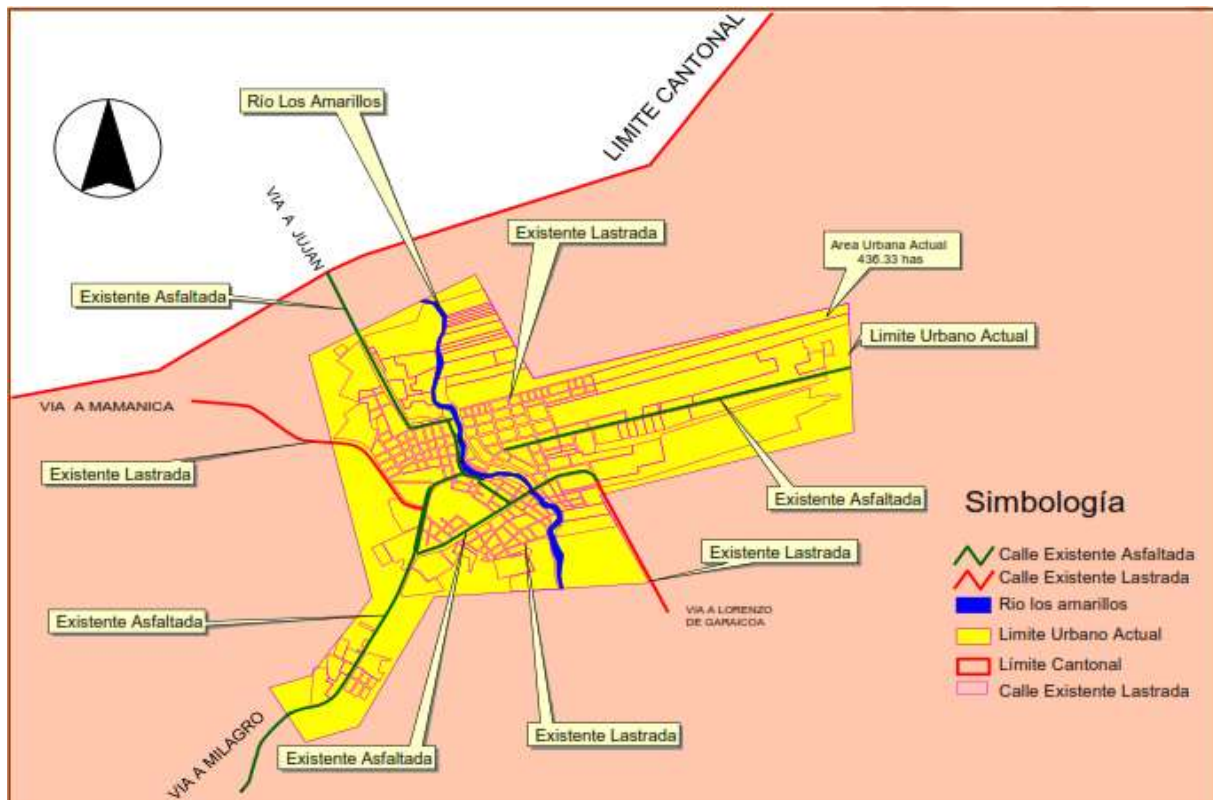 LIMITE CANTONAL
Río Los Amarillos
VIA A JUJAN
Existente Lastrada
Area Urbana Actual
436.33 has
Existente Asfaltada
Limite Urbano Actual
VIA A MAMANICA
Existente Lastrada
Existente Asfaltada
Simbología
Calle Existente Asfaltada
Calle Existente Lastrada
Rio los amarillos
Limite Urbano Actual
Límite Cantonal
Calle Existente Lastrada
Existente Lastrada
VIA A LORENZO
DE GARAICOA
Existente Asfaltada
Existente Lastrada
Existente Asfaltada
VIA A MILAGRO